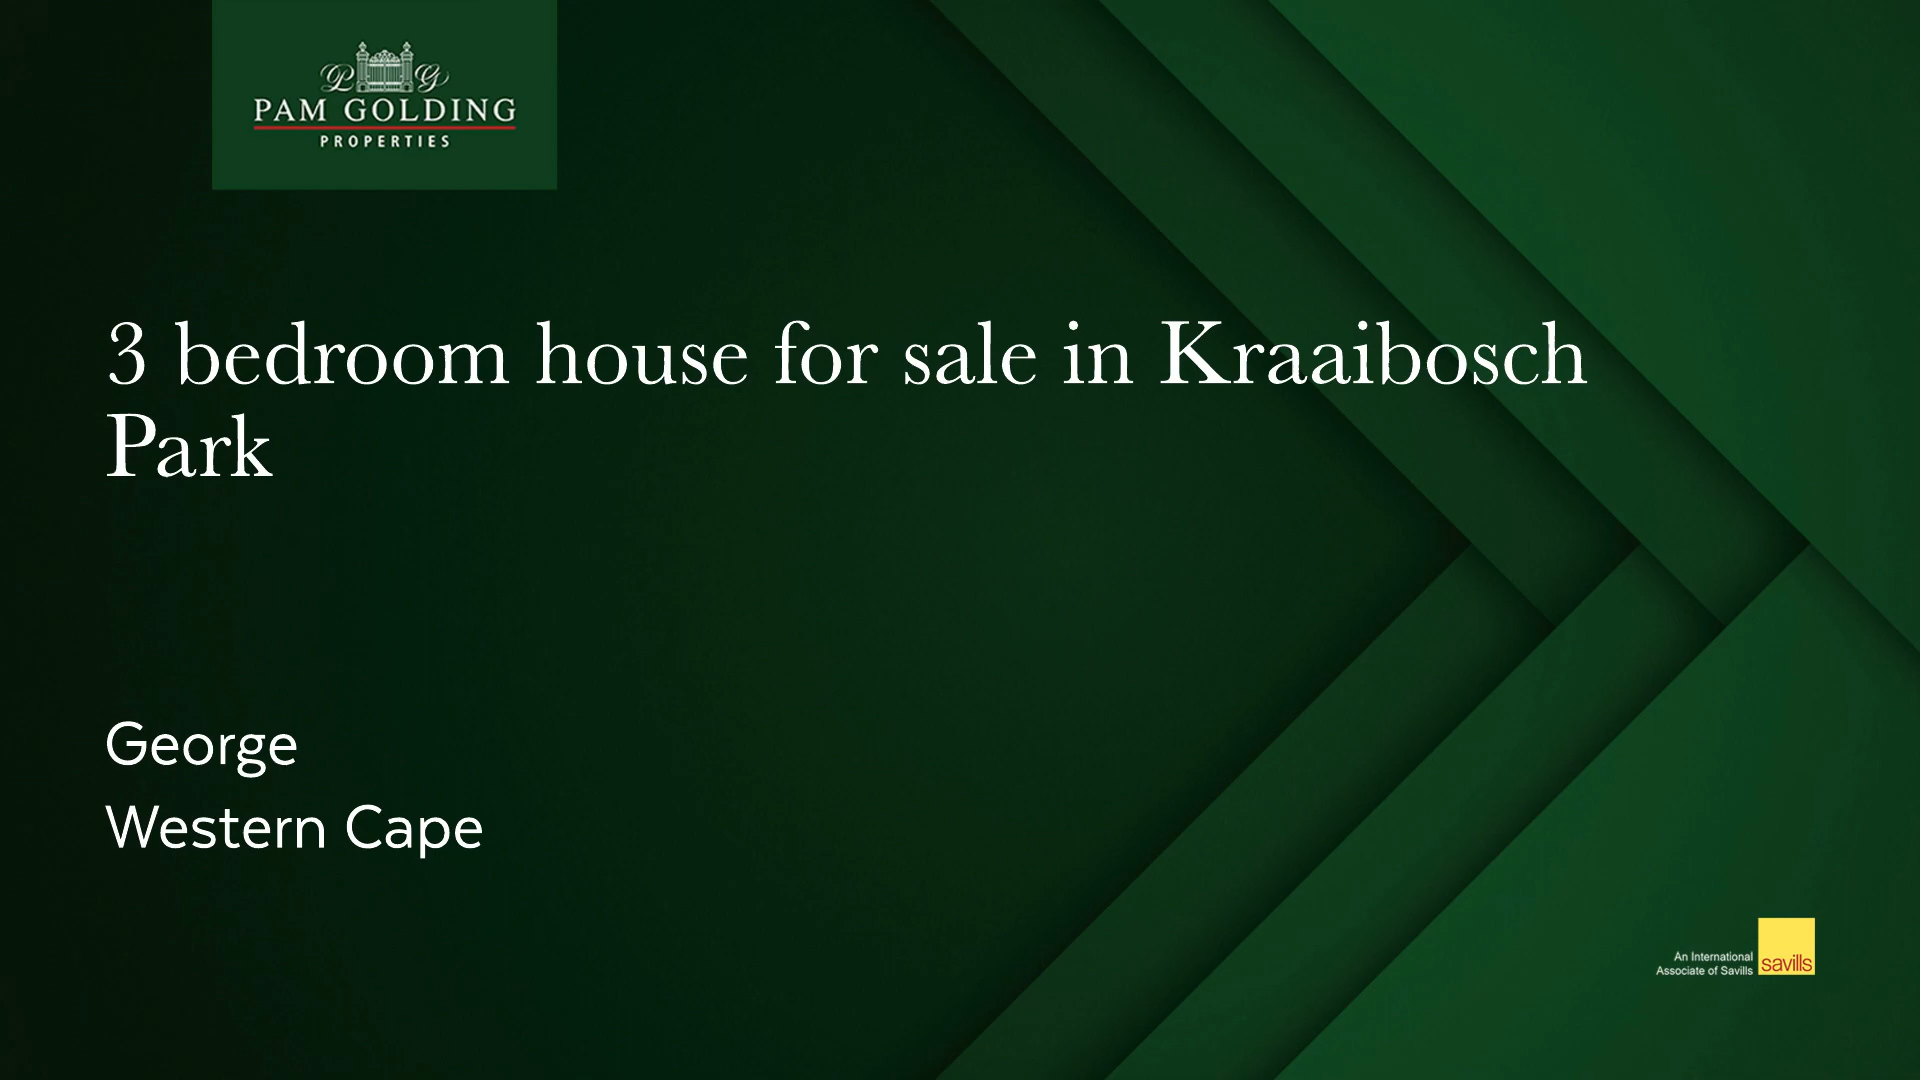 P G
PAM GOLDING
PROPERTIES
3 bedroom house for sale in Kraaibosch
Park
George
Western Cape
An International
Associate of Savills
savills